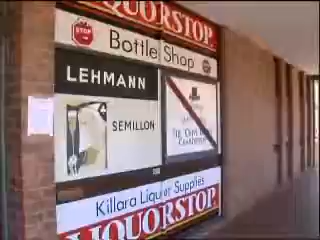 LIQUORSTOP
STOP
Bottle Shop
LEHMANN
SEMILLON
Killara Liquor Supplies
LIQUORSTOP